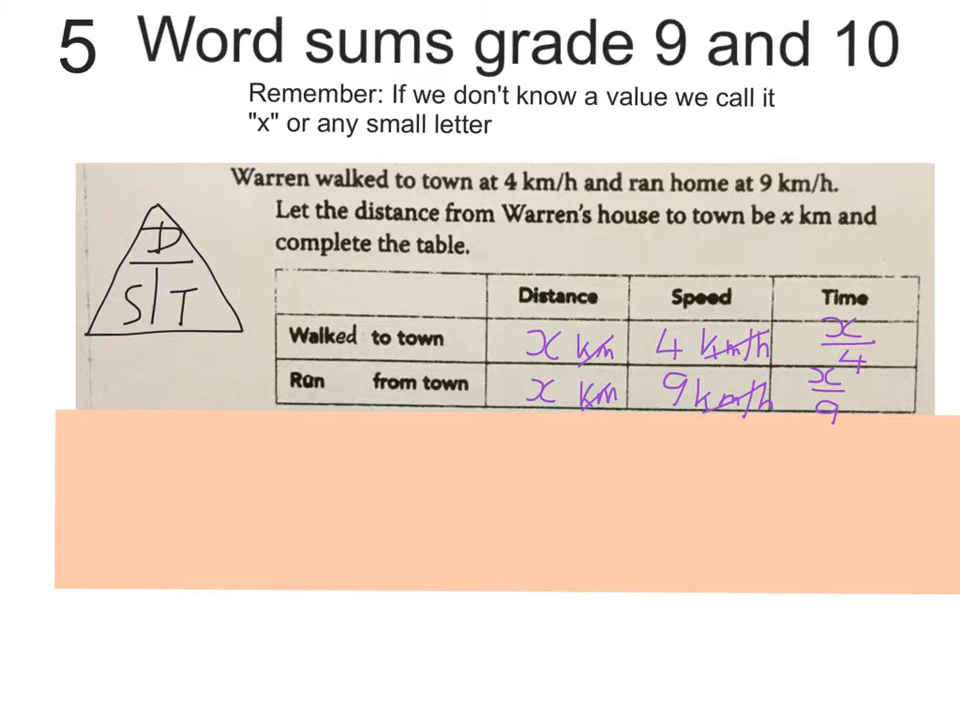 5 Word sums grade 9 and 10
Remember: If we don't know a value we call it
"x" or any small letter
Warren walked to town at 4 km/h and ran home at 9 km/h.
Let the distance from Warren's house to town be x km and
complete the table.
D
S T
Distance Speed Time
Walked to town x km 4 km/h x/4
Ran from town x km 9 km/h x/9